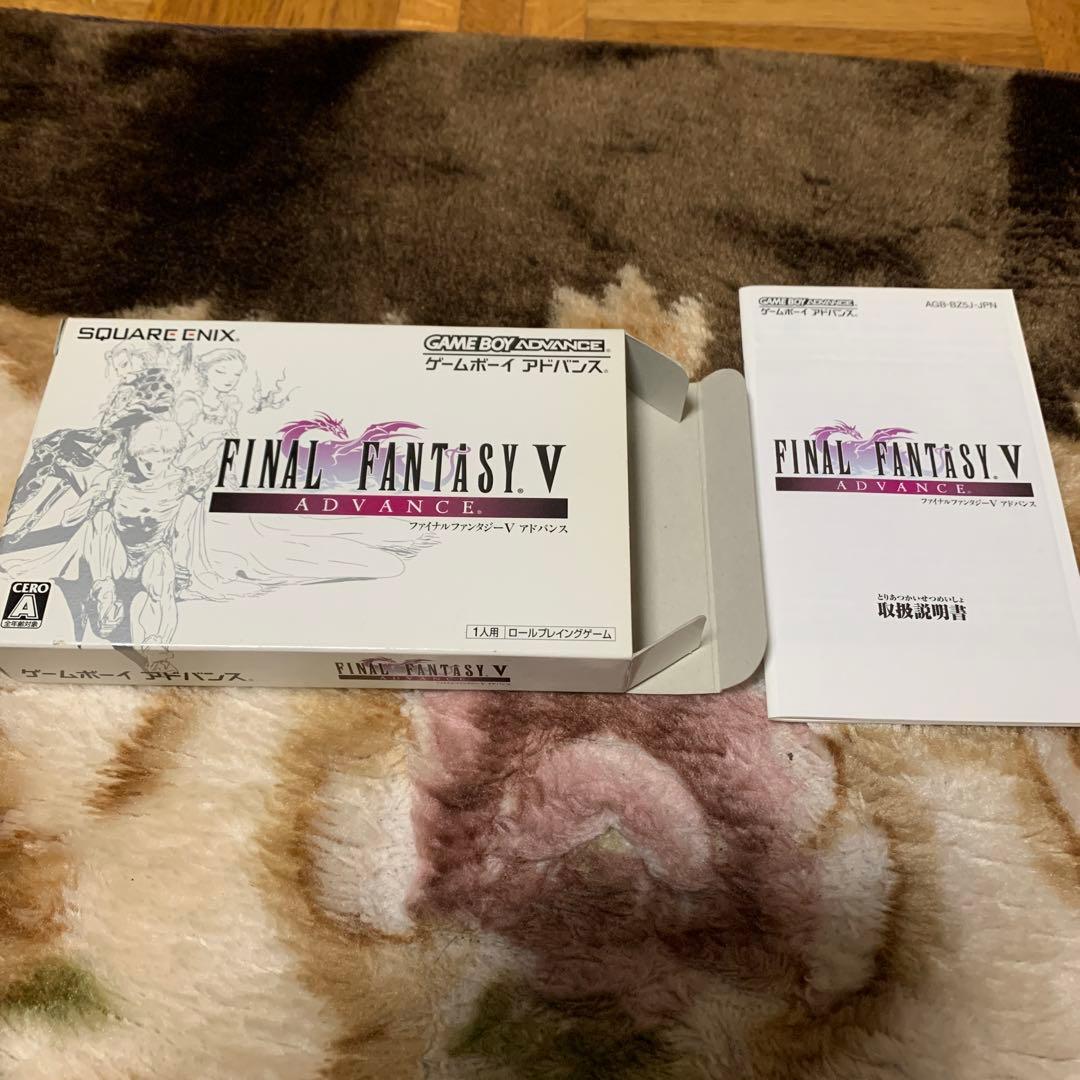 SQUARE ENIX®
GAME BOY ADVANCE®
ゲームボーイ アドバンス®
FINAL FANTASY® V
ADVANCE®
ファイナルファンタジーV アドバンス
CERO
A
全年齢対象
1人用 ロールプレイングゲーム
ゲームボーイ アドバンス®
FINAL FANTASY® V
ADVANCE
GAME BOY ADVANCE®
ゲームボーイ アドバンス®
AGB-BZ5J-JPN
FINAL FANTASY® V
ADVANCE®
ファイナルファンタジーV アドバンス
とりあつかいせつめいしょ
取扱説明書